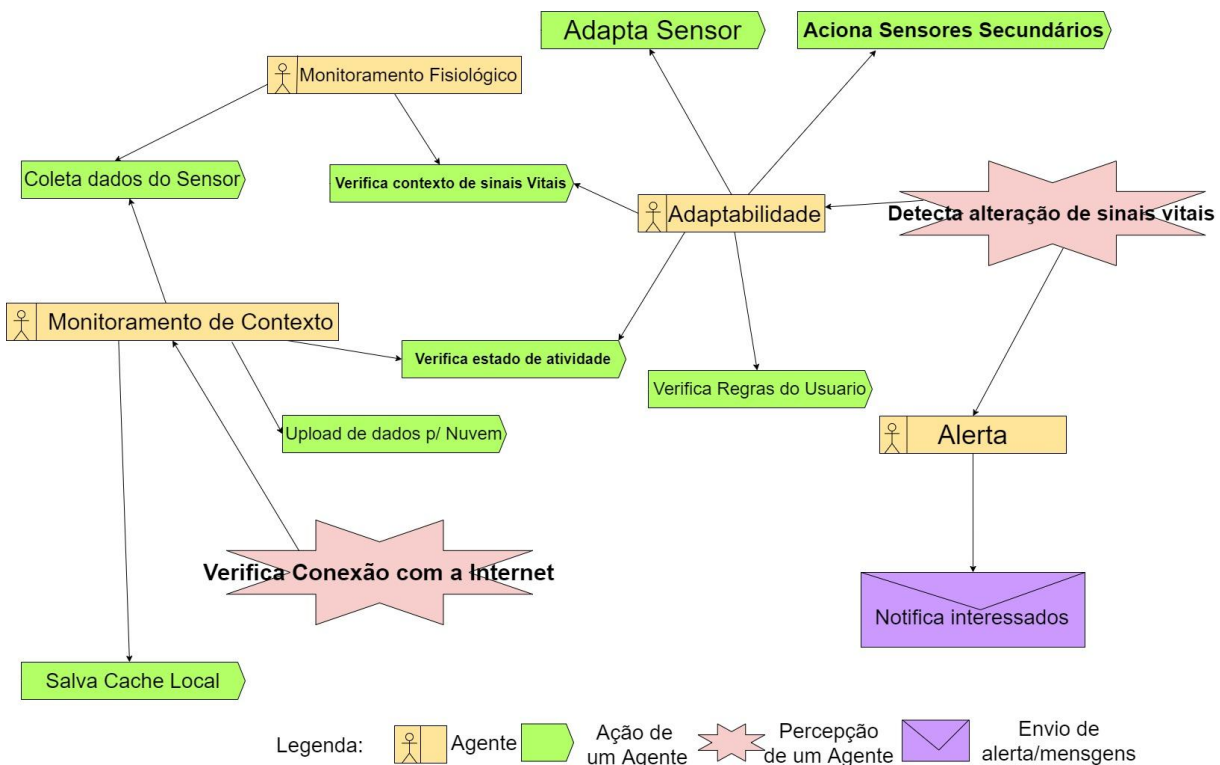 Adapta Sensor
Aciona Sensores Secundários
Monitoramento Fisiológico
Coleta dados do Sensor
Verifica contexto de sinais Vitais
Adaptabilidade
Detecta alteração de sinais vitais
Monitoramento de Contexto
Verifica estado de atividade
Verifica Regras do Usuario
Upload de dados p/ Nuvem
Alerta
Verifica Conexão com a Internet
Notifica interessados
Salva Cache Local
Legenda:
Agente
Ação de
um Agente
Percepção
de um Agente
Envio de
alerta/mensgens